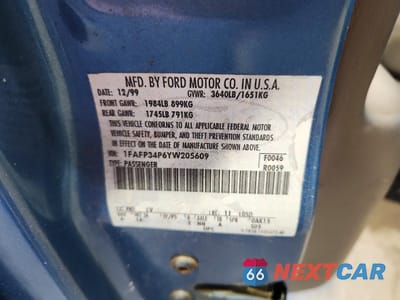 MFD. BY FORD MOTOR CO. IN U.S.A.
DATE: 12/99 GVWR: 3640LB/1651KG
FRONT GAWR: 1984LB 899KG
REAR GAWR: 1745LB 791KG
THIS VEHICLE CONFORMS TO ALL APPLICABLE FEDERAL MOTOR
VEHICLE SAFETY, BUMPER, AND THEFT PREVENTION STANDARDS
IN EFFECT ON THE DATE OF MANUFACTURE SHOWN ABOVE.
VIN: 1FAFP34P6YW205609 F0046
TYPE: PASSENGER R0059
66 NEXTCAR